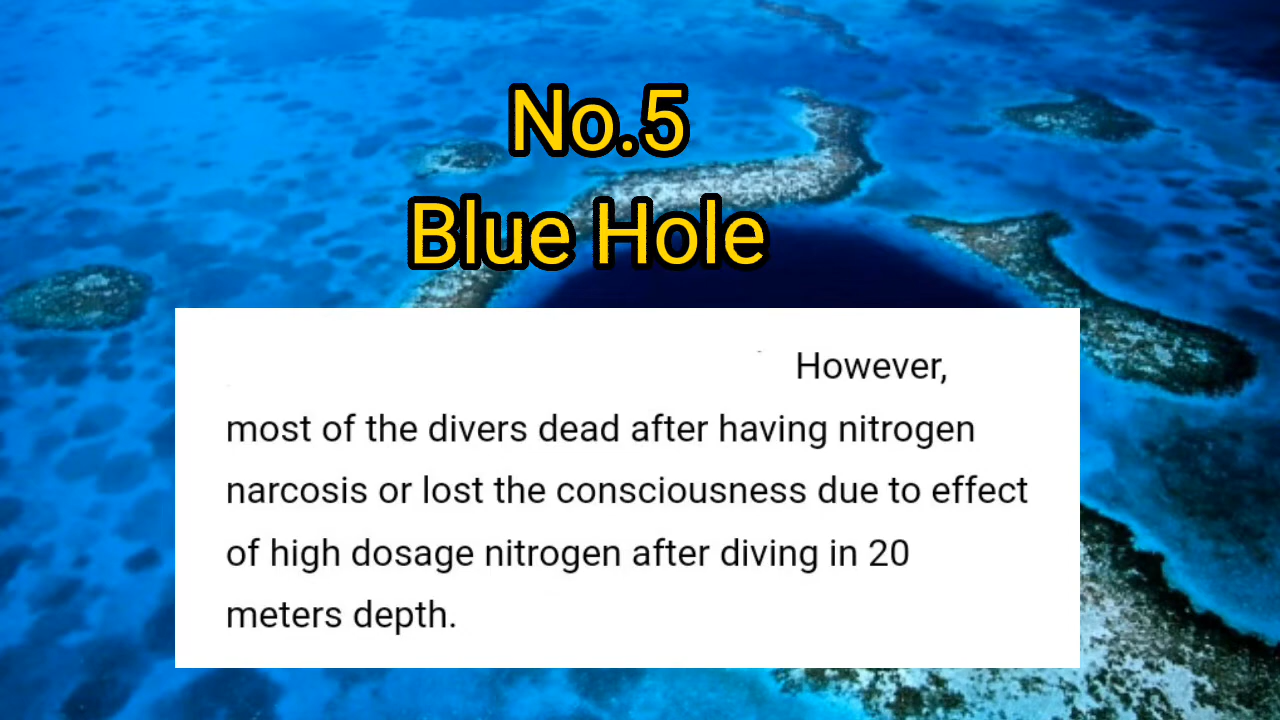 No.5
Blue Hole
However,
most of the divers dead after having nitrogen
narcosis or lost the consciousness due to effect
of high dosage nitrogen after diving in 20
meters depth.